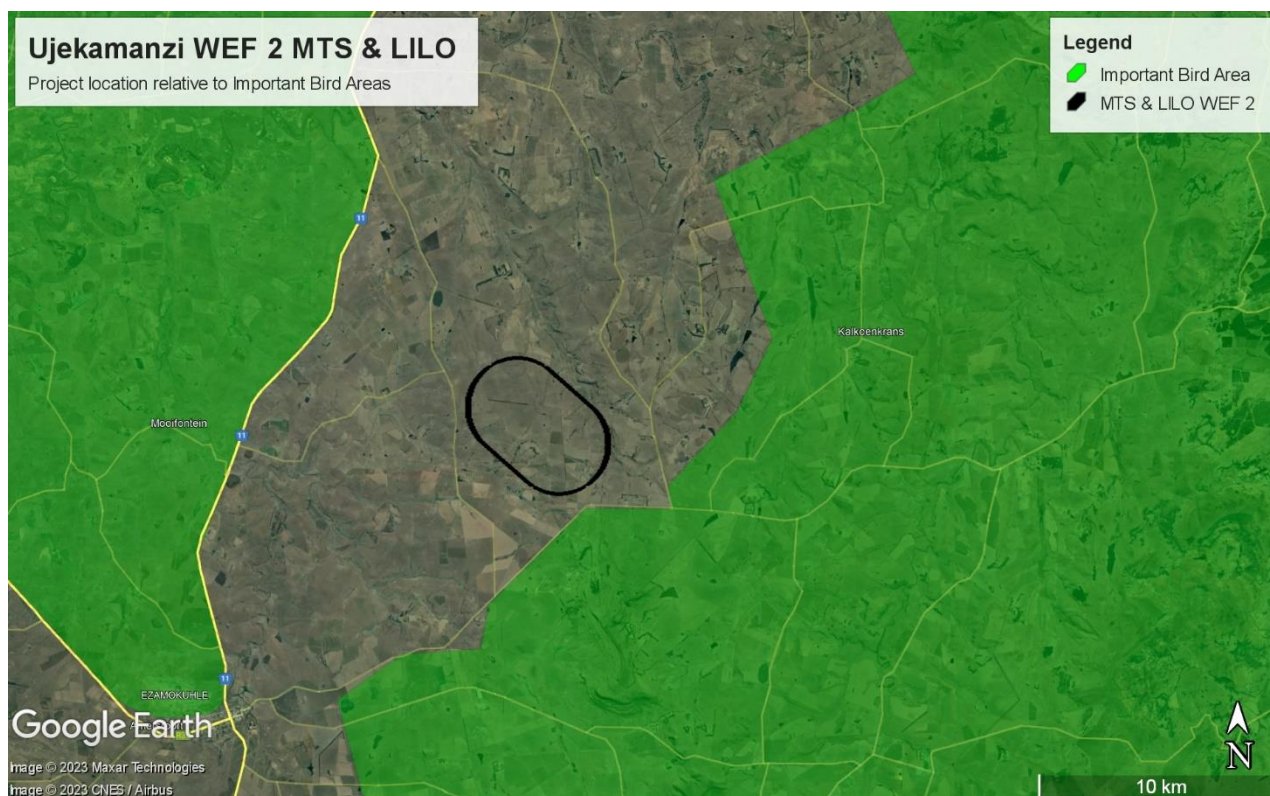 Ujekamanzi WEF 2 MTS & LILO
Project location relative to Important Bird Areas
Legend
Important Bird Area
MTS & LILO WEF 2
11
Kalkoenkrans
Mooifontein
11
11
EZAMOKUHLE
Google Earth
Image © 2023 Maxar Technologies
Image © 2023 CNES / Airbus
N
10 km